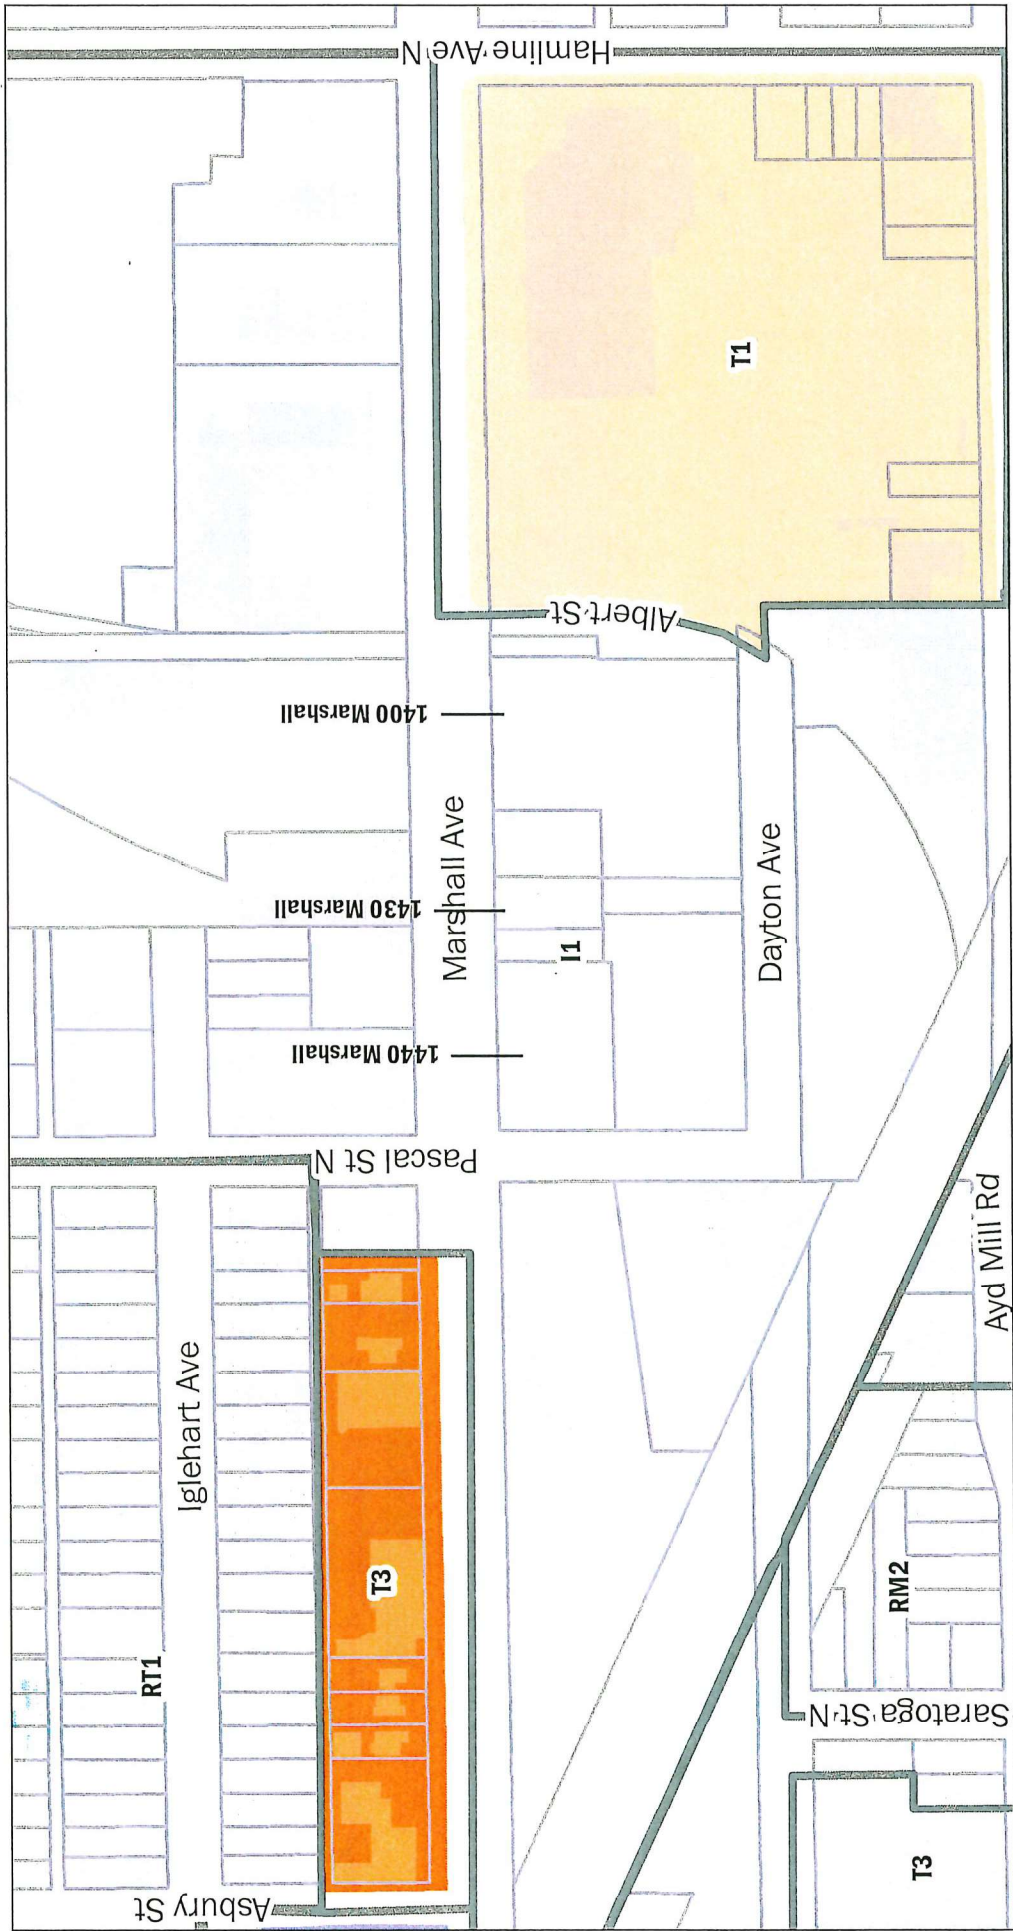 Hamline Ave N
T1
Albert St
1400 Marshall
Marshall Ave
1430 Marshall
I1
Dayton Ave
1440 Marshall
Pascal St N
Ayd Mill Rd
Iglehart Ave
T3
RT1
RM2
Saratoga St N
Asbury St
T3